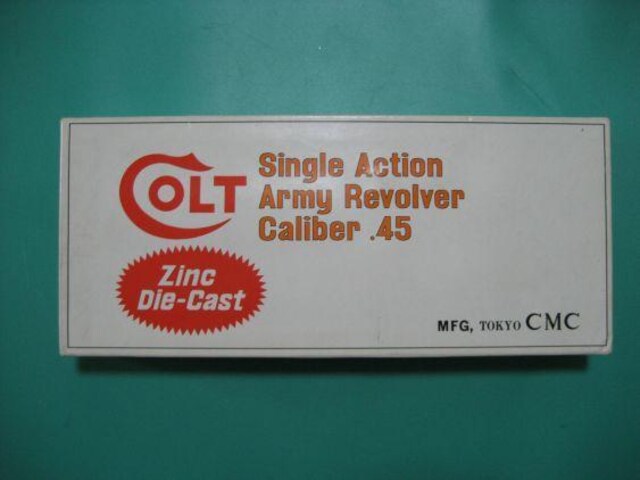 COLT
Single Action
Army Revolver
Caliber .45
Zinc
Die-Cast
MFG, TOKYO CMC